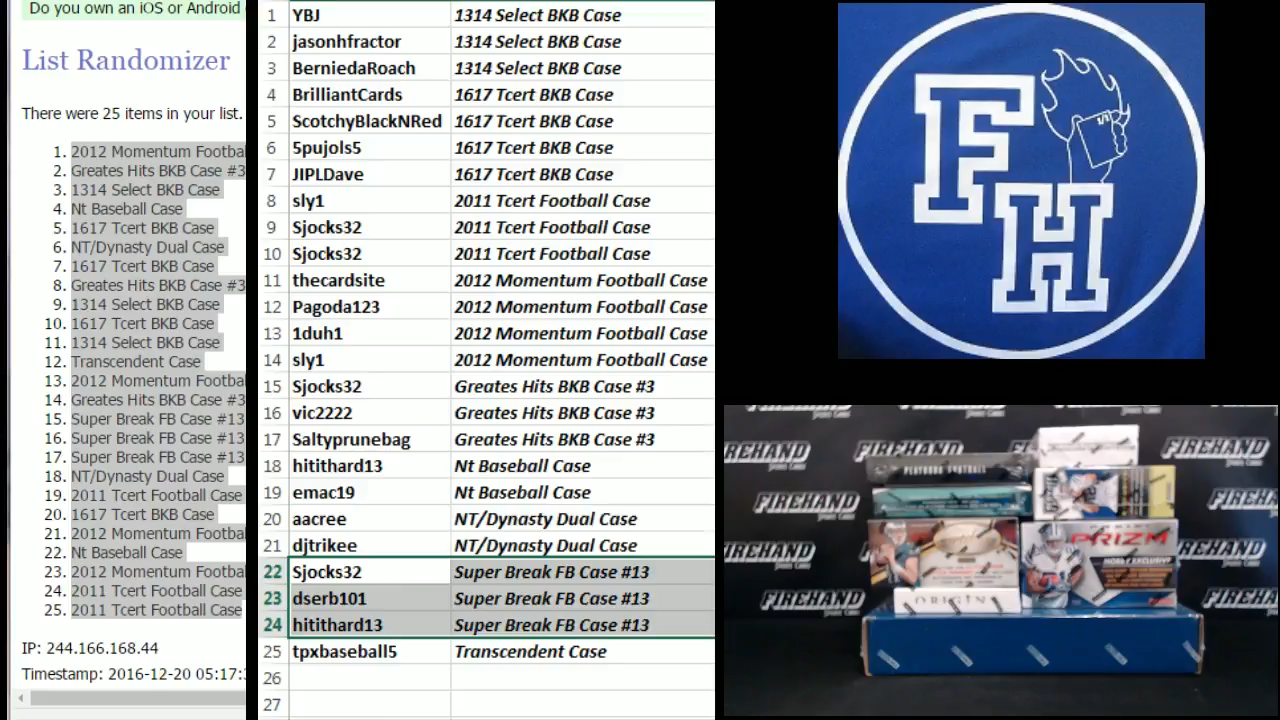 Do you own an iOS or Android
List Randomizer
There were 25 items in your list.
1. 2012 Momentum Footbal
2. Greates Hits BKB Case #3
3. 1314 Select BKB Case
4. Nt Baseball Case
5. 1617 Tcert BKB Case
6. NT/Dynasty Dual Case
7. 1617 Tcert BKB Case
8. Greates Hits BKB Case #3
9. 1314 Select BKB Case
10. 1617 Tcert BKB Case
11. 1314 Select BKB Case
12. Transcendent Case
13. 2012 Momentum Footbal
14. Greates Hits BKB Case #3
15. Super Break FB Case #13
16. Super Break FB Case #13
17. Super Break FB Case #13
18. NT/Dynasty Dual Case
19. 2011 Tcert Football Case
20. 1617 Tcert BKB Case
21. 2012 Momentum Footbal
22. Nt Baseball Case
23. 2012 Momentum Footbal
24. 2011 Tcert Football Case
25. 2011 Tcert Football Case
IP: 244.166.168.44
Timestamp: 2016-12-20 05:17:3
1 YBJ 1314 Select BKB Case
2 jasonhfractor 1314 Select BKB Case
3 BerniedaRoach 1314 Select BKB Case
4 BrilliantCards 1617 Tcert BKB Case
5 ScotchyBlackNRed 1617 Tcert BKB Case
6 5pujols5 1617 Tcert BKB Case
7 JIPLDave 1617 Tcert BKB Case
8 sly1 2011 Tcert Football Case
9 Sjocks32 2011 Tcert Football Case
10 Sjocks32 2011 Tcert Football Case
11 thecardsite 2012 Momentum Football Case
12 Pagoda123 2012 Momentum Football Case
13 1duh1 2012 Momentum Football Case
14 sly1 2012 Momentum Football Case
15 Sjocks32 Greates Hits BKB Case #3
16 vic2222 Greates Hits BKB Case #3
17 Saltyprunebag Greates Hits BKB Case #3
18 hitithard13 Nt Baseball Case
19 emac19 Nt Baseball Case
20 aacree NT/Dynasty Dual Case
21 djtrikee NT/Dynasty Dual Case
22 Sjocks32 Super Break FB Case #13
23 dserb101 Super Break FB Case #13
24 hitithard13 Super Break FB Case #13
25 tpxbaseball5 Transcendent Case
26
27
FH
1/1
FIREHAND
FIREHAND
FIREHAND
PLAYBOOK FOOTBALL
FIREHAND
FIREHAND
FIREHAND
PRIZM
HOBBY EXCLUSIVE
ORIGINS
FIREHAND
FIREHAND